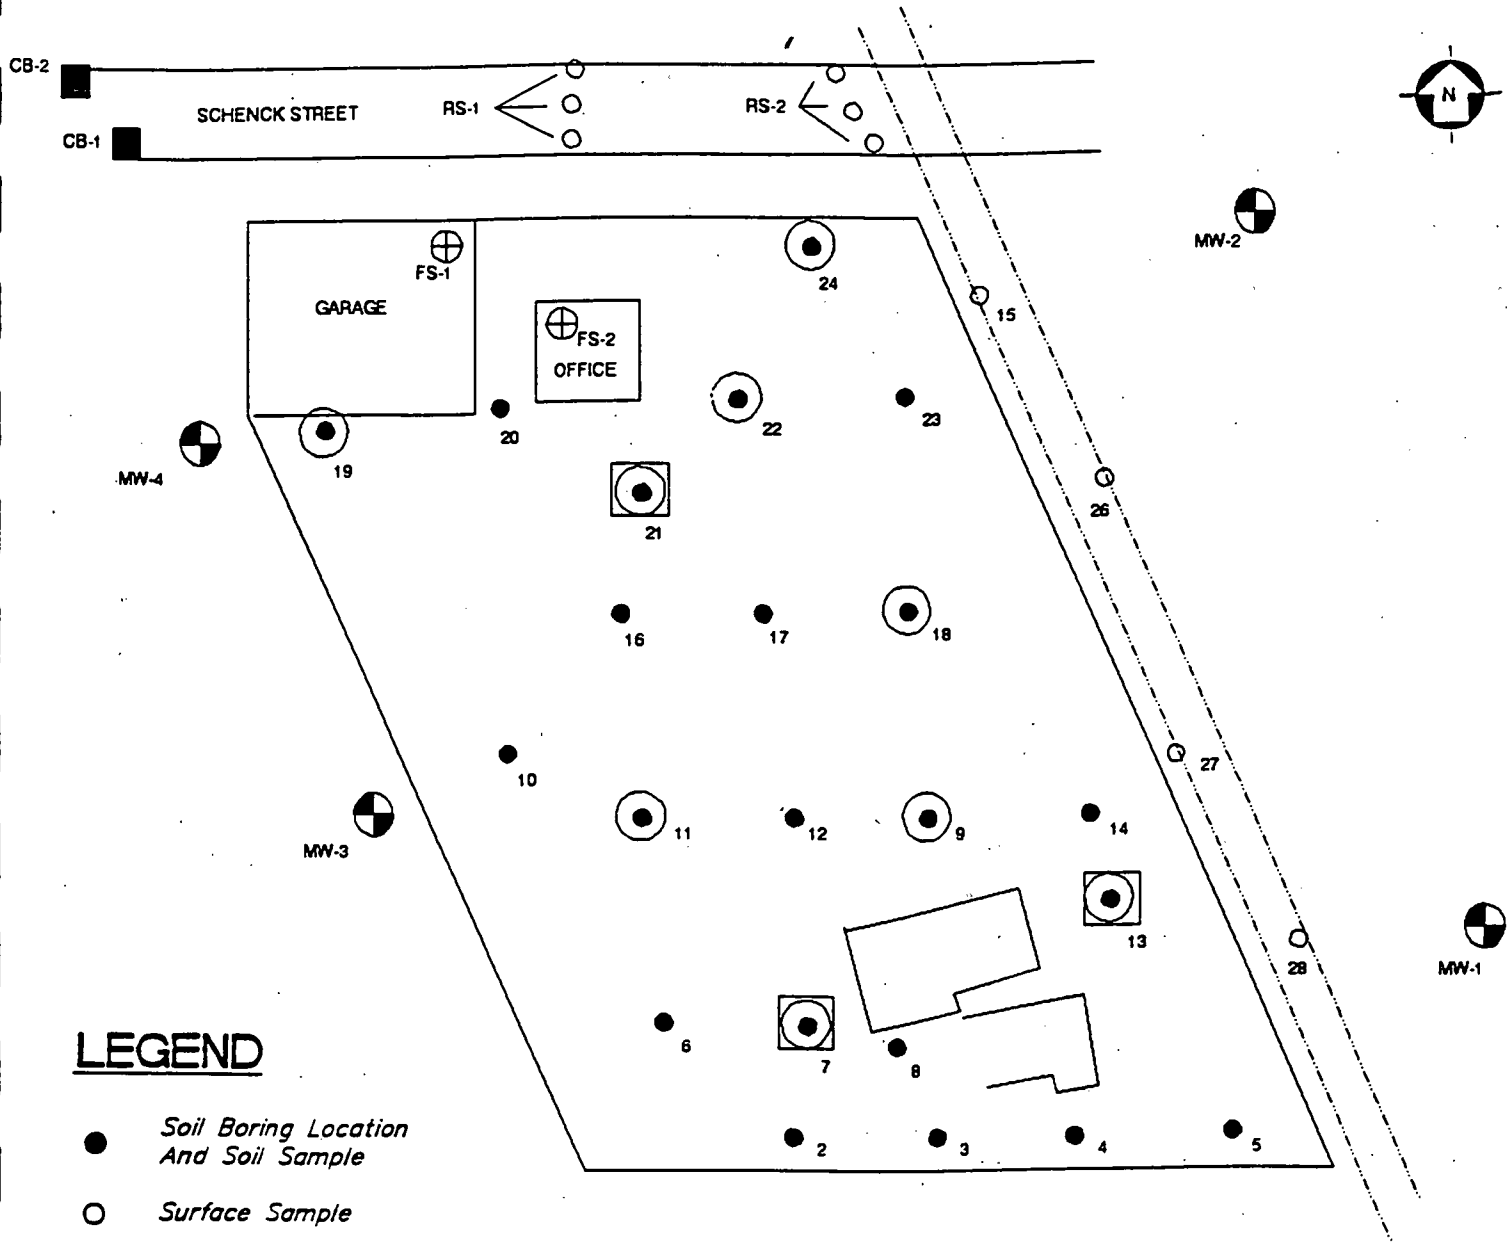 CB-2
SCHENCK STREET
RS-1
RS-2
N
CB-1
MW-2
FS-1
24
GARAGE
15
FS-2
OFFICE
22
23
20
19
MW-4
26
21
16
17
18
27
10
11
12
9
14
MW-3
13
28
MW-1
6
7
8
LEGEND
2
3
4
5
Soil Boring Location
And Soil Sample
Surface Sample